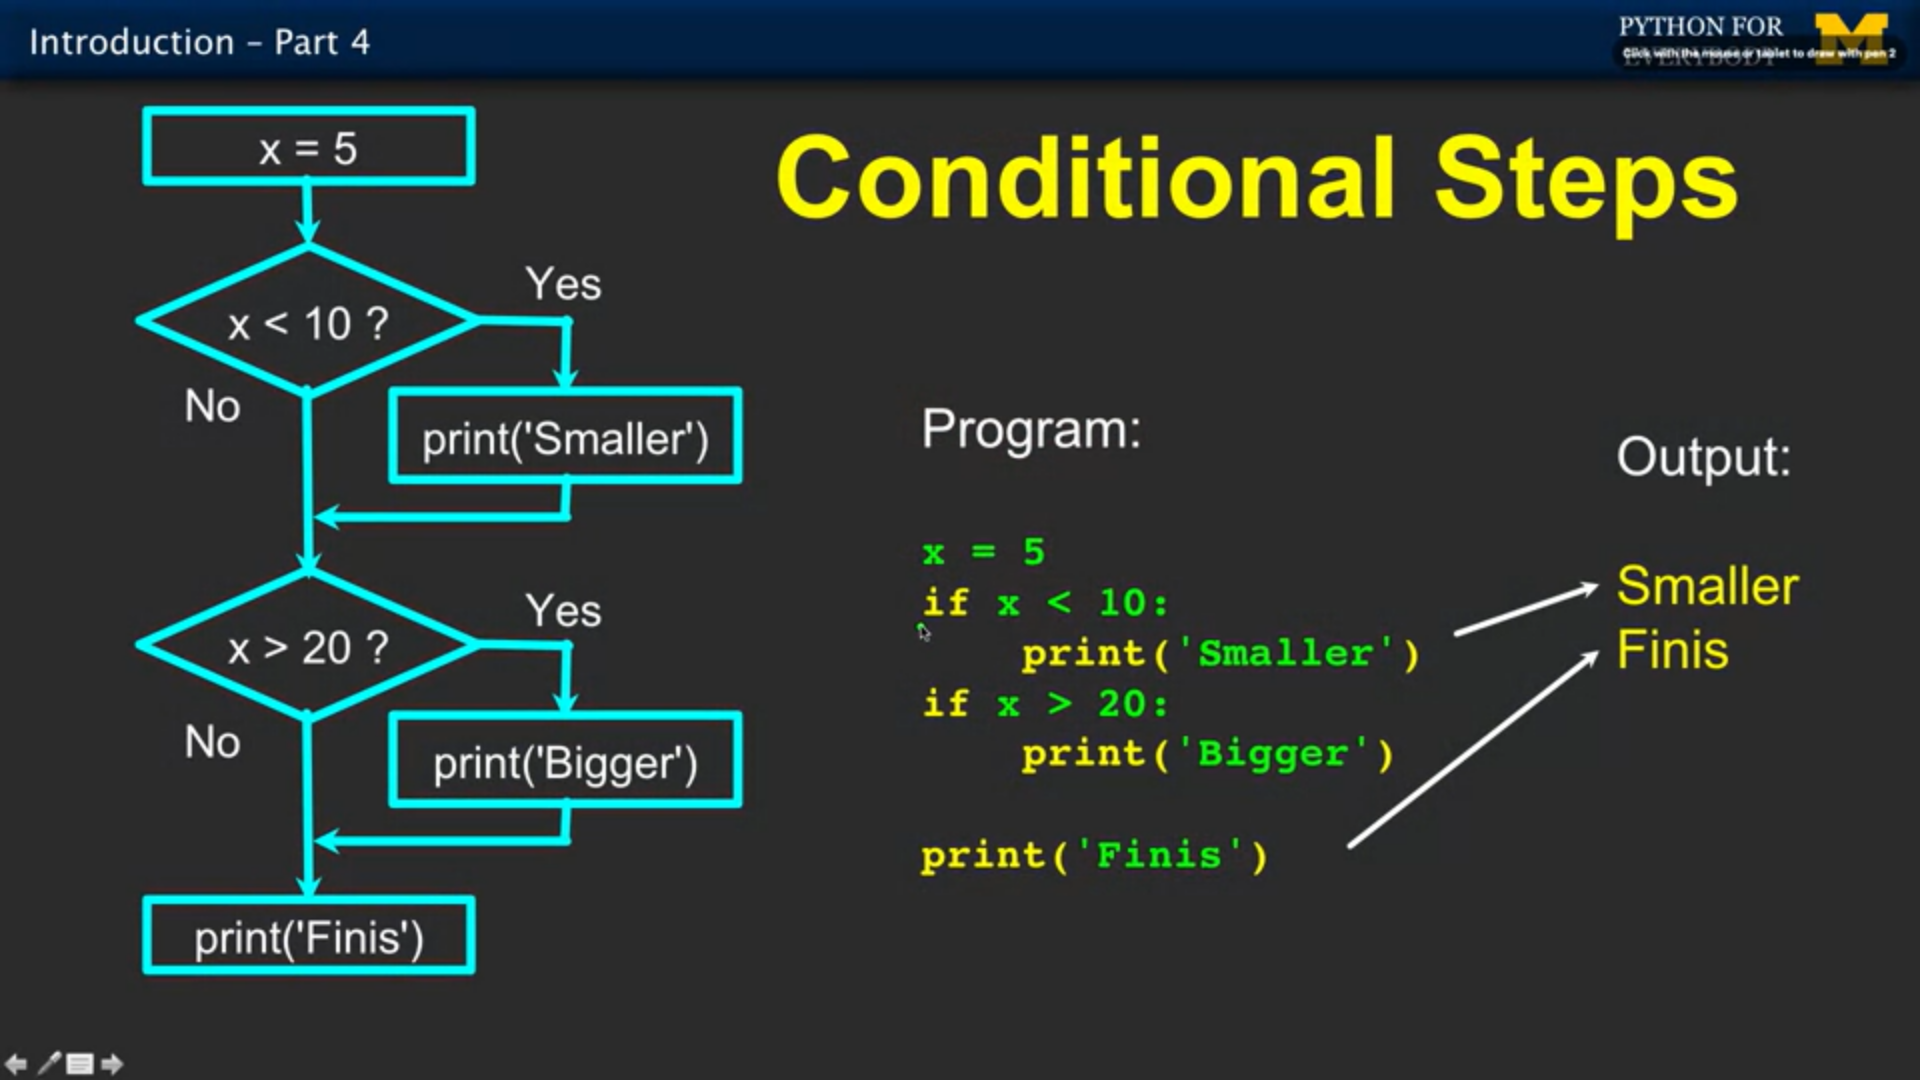 Introduction – Part 4
PYTHON FOR
EVERYBODY
Click with the mouse or tablet to draw with pen 2
Conditional Steps
x = 5
x < 10 ?
Yes
No
print('Smaller')
x > 20 ?
Yes
No
print('Bigger')
print('Finis')
Program:
x = 5
if x < 10:
    print('Smaller')
if x > 20:
    print('Bigger')
print('Finis')
Output:
Smaller
Finis